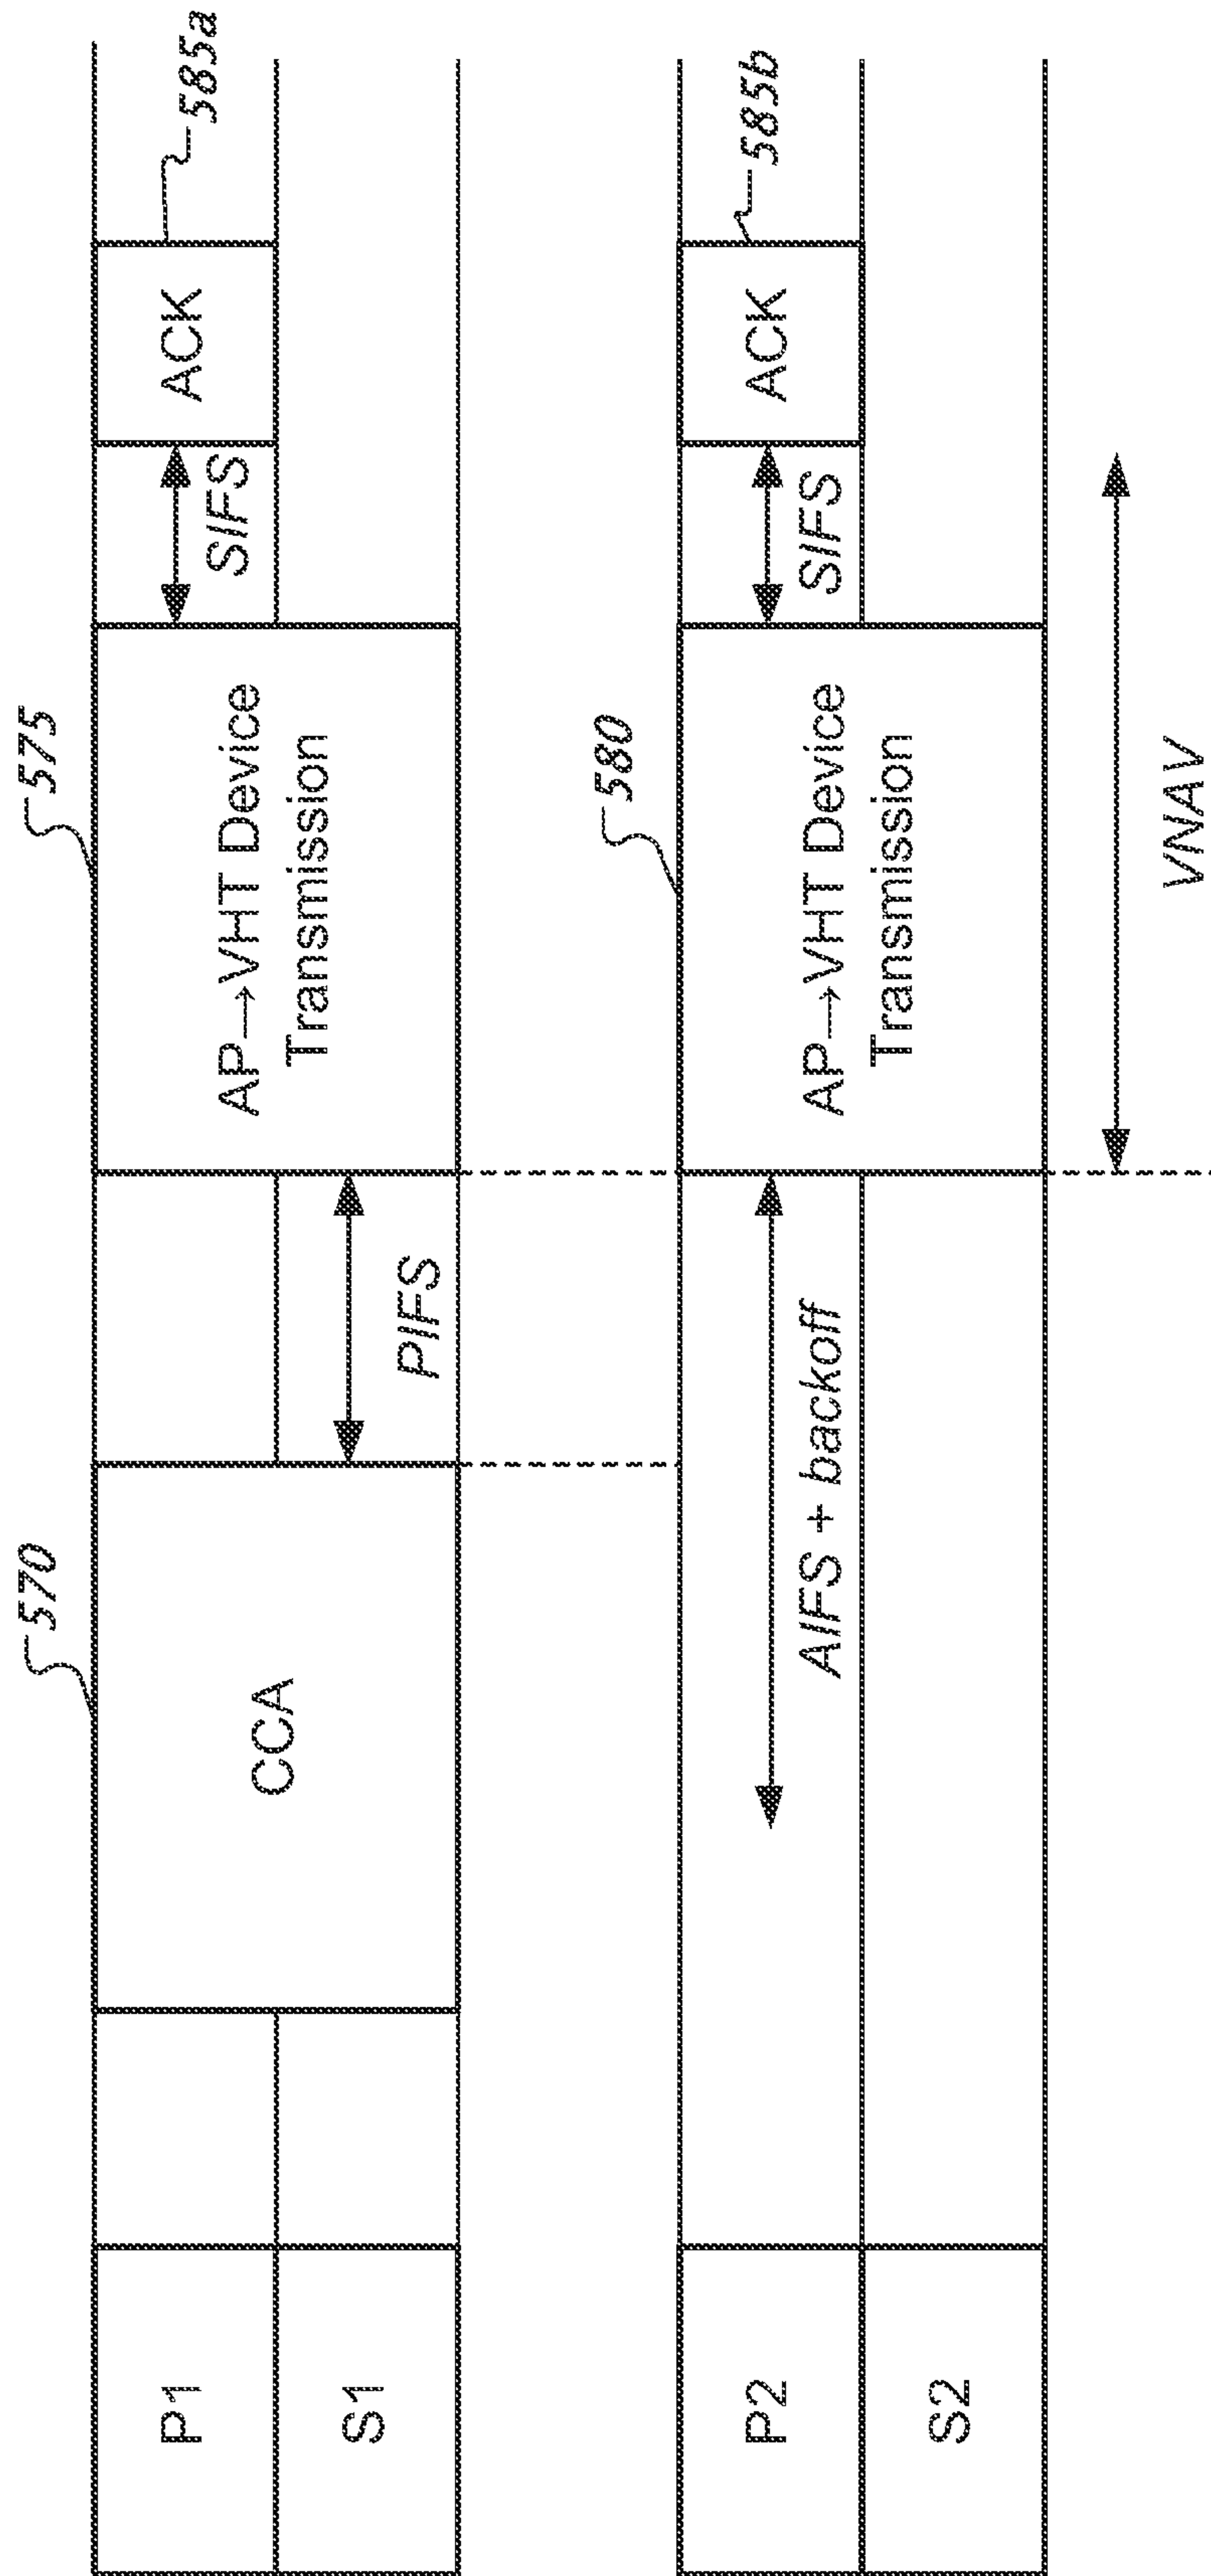 P1
S1
570
CCA
PIFS
575
AP→VHT Device
Transmission
SIFS
ACK
585a
P2
S2
AIFS + backoff
580
AP→VHT Device
Transmission
SIFS
ACK
585b
VNAV